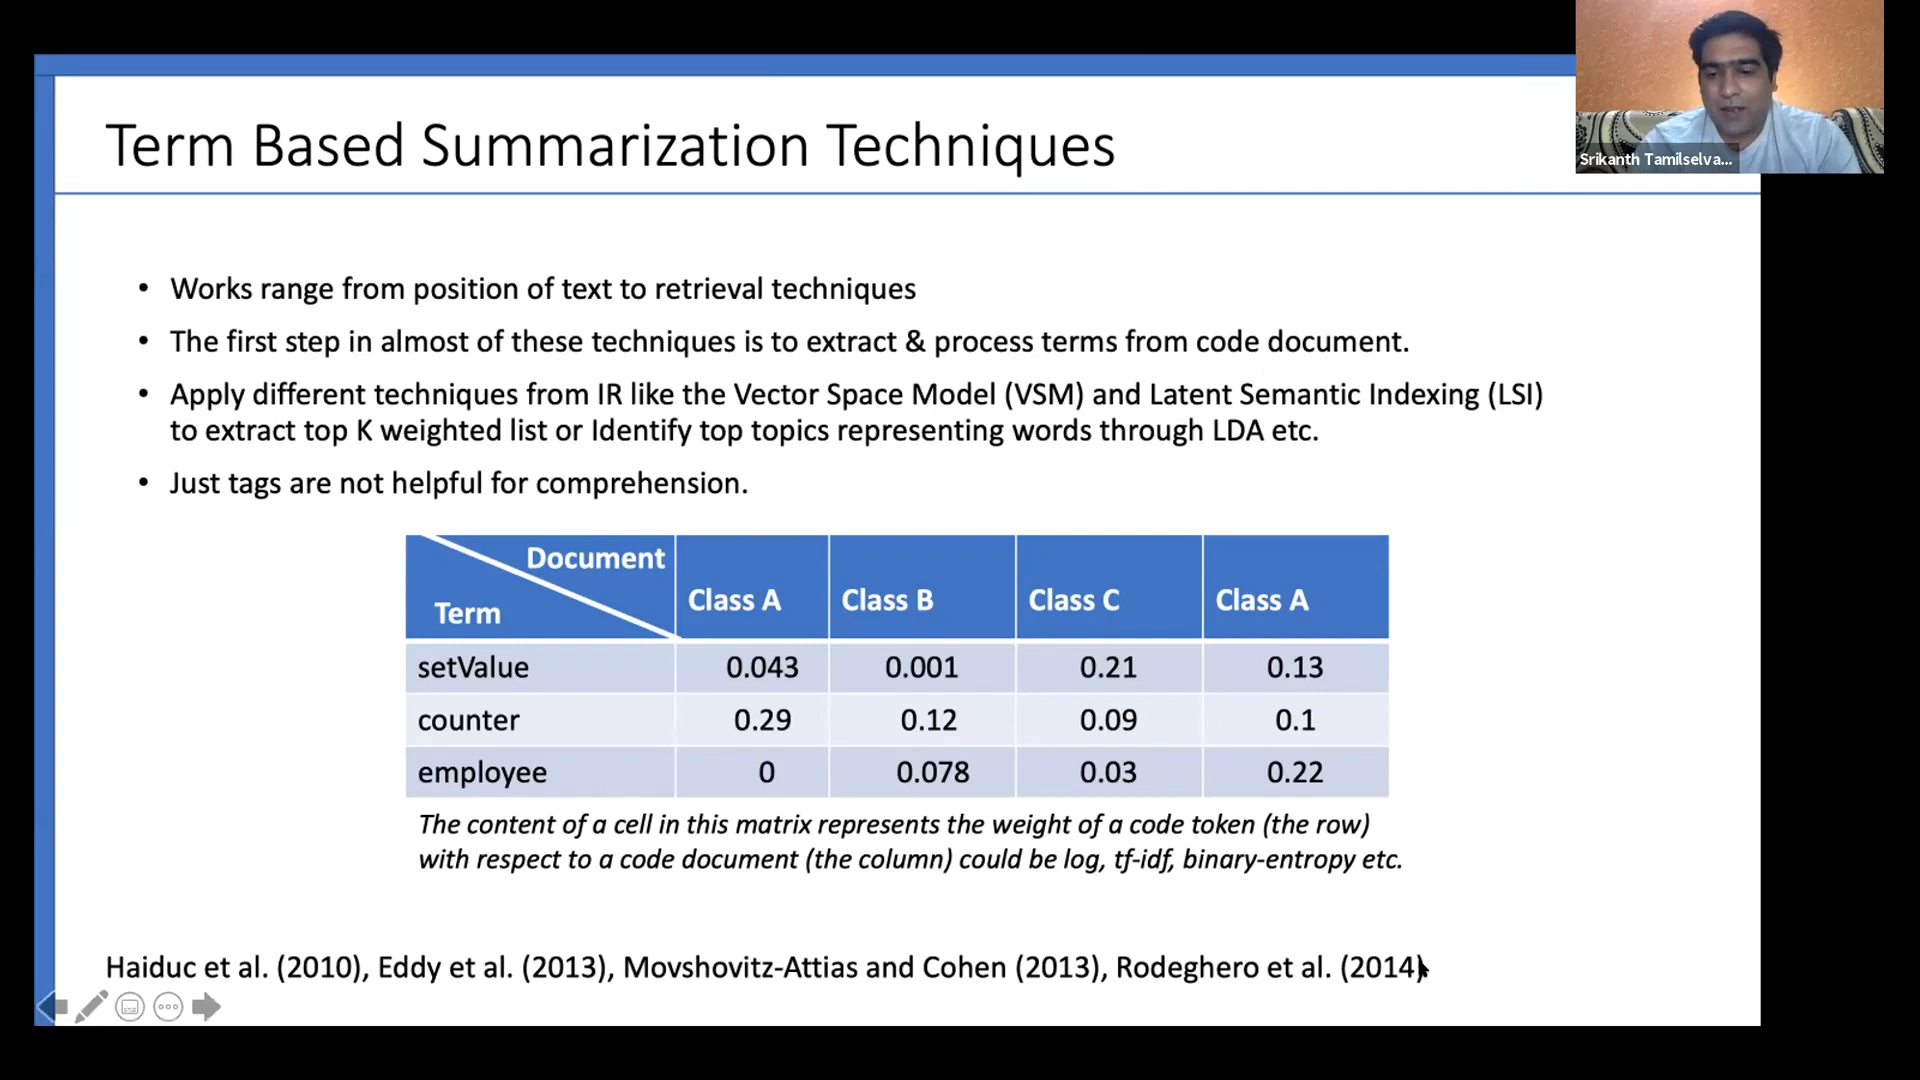 Srikanth Tamilselva...
Term Based Summarization Techniques
• Works range from position of text to retrieval techniques
• The first step in almost of these techniques is to extract & process terms from code document.
• Apply different techniques from IR like the Vector Space Model (VSM) and Latent Semantic Indexing (LSI)
to extract top K weighted list or Identify top topics representing words through LDA etc.
• Just tags are not helpful for comprehension.
Document
Term Class A Class B Class C Class A
setValue 0.043 0.001 0.21 0.13
counter 0.29 0.12 0.09 0.1
employee 0 0.078 0.03 0.22
The content of a cell in this matrix represents the weight of a code token (the row)
with respect to a code document (the column) could be log, tf-idf, binary-entropy etc.
Haiduc et al. (2010), Eddy et al. (2013), Movshovitz-Attias and Cohen (2013), Rodeghero et al. (2014)